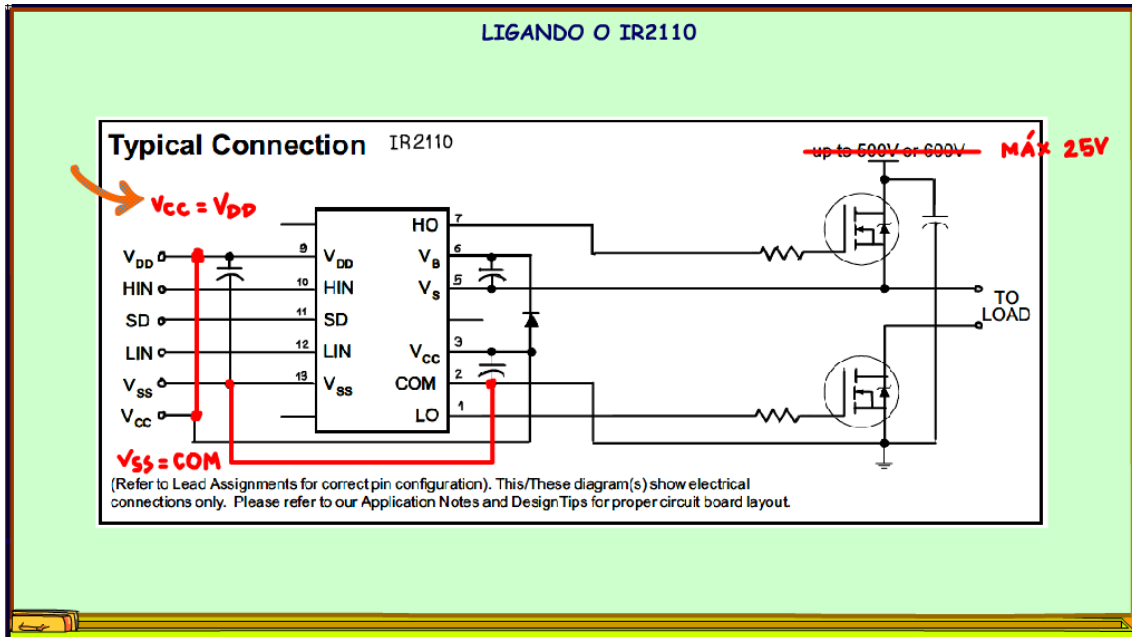 LIGANDO O IR2110
Typical Connection IR2110
up to 500V or 600V MÁX 25V
VCC = VDD
HO 7
VDD 9 VDD VB 6
HIN 10 HIN VS 5
SD 11 SD
LIN 12 LIN VCC 3
VSS 13 VSS COM 2
VCC LO 1
TO
LOAD
VSS = COM
(Refer to Lead Assignments for correct pin configuration). This/These diagram(s) show electrical
connections only. Please refer to our Application Notes and DesignTips for proper circuit board layout.